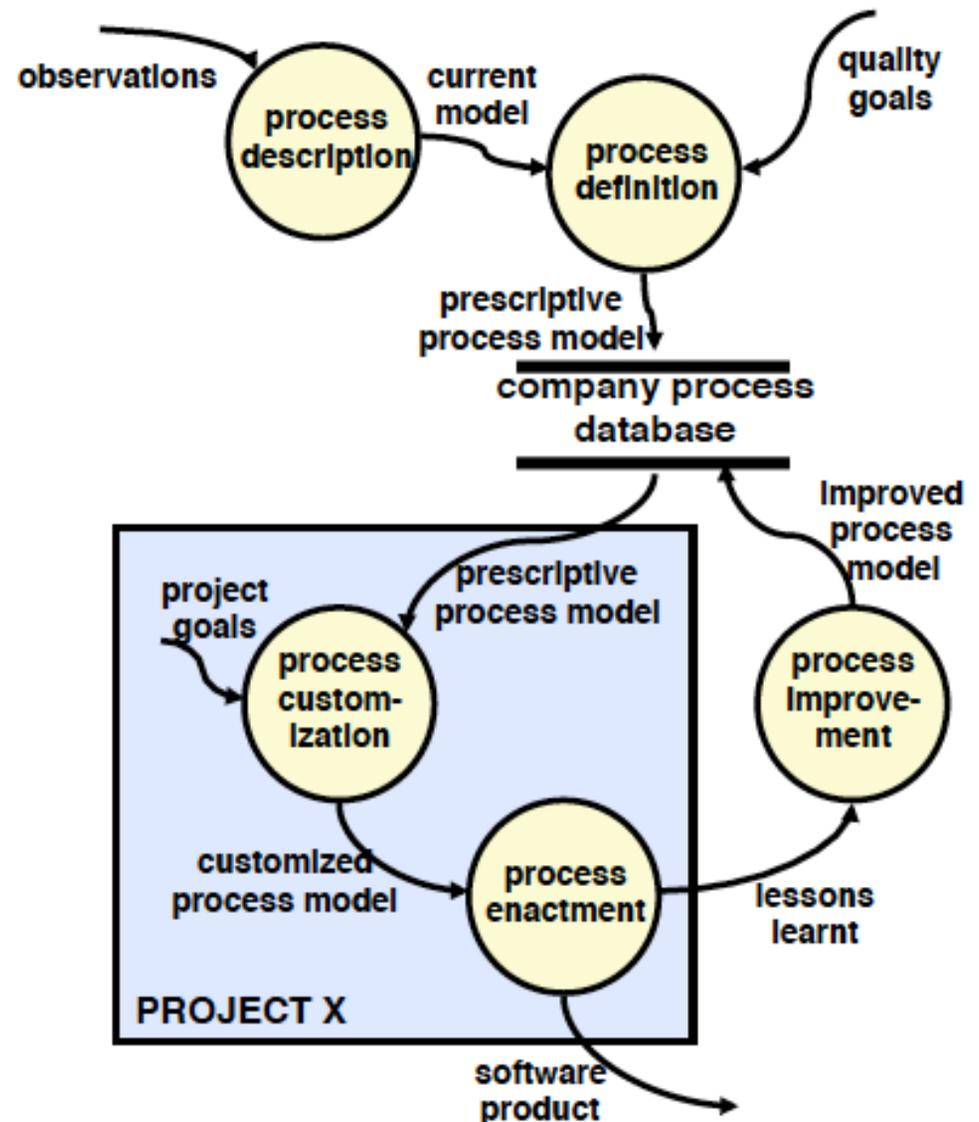 observations
process
description
current
model
process
definition
quality
goals
prescriptive
process model
company process
database
improved
process
model
prescriptive
process model
project
goals
process
custom-
ization
process
improve-
ment
customized
process model
process
enactment
lessons
learnt
PROJECT X
software
product